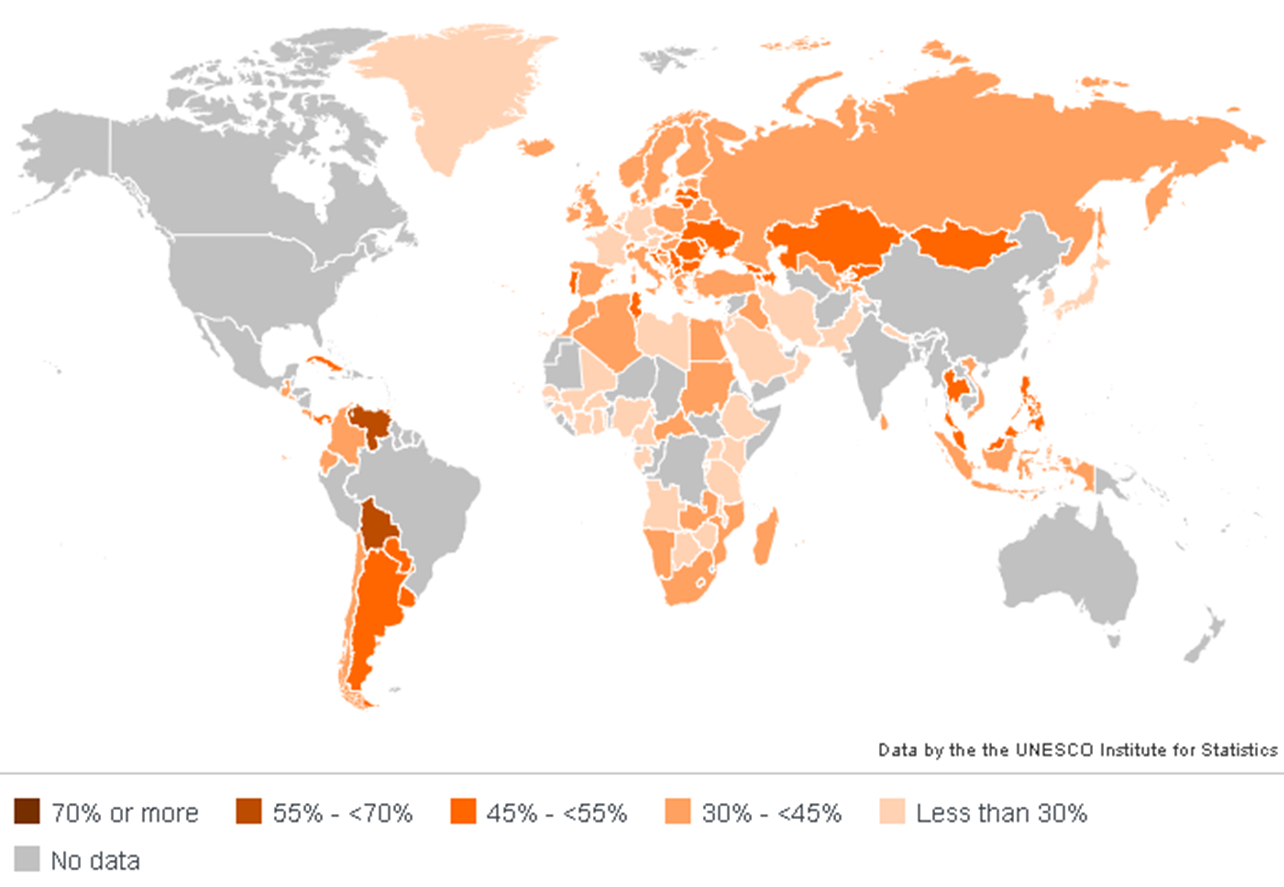 Data by the the UNESCO Institute for Statistics
70% or more 55% - <70% 45% - <55% 30% - <45% Less than 30%
No data